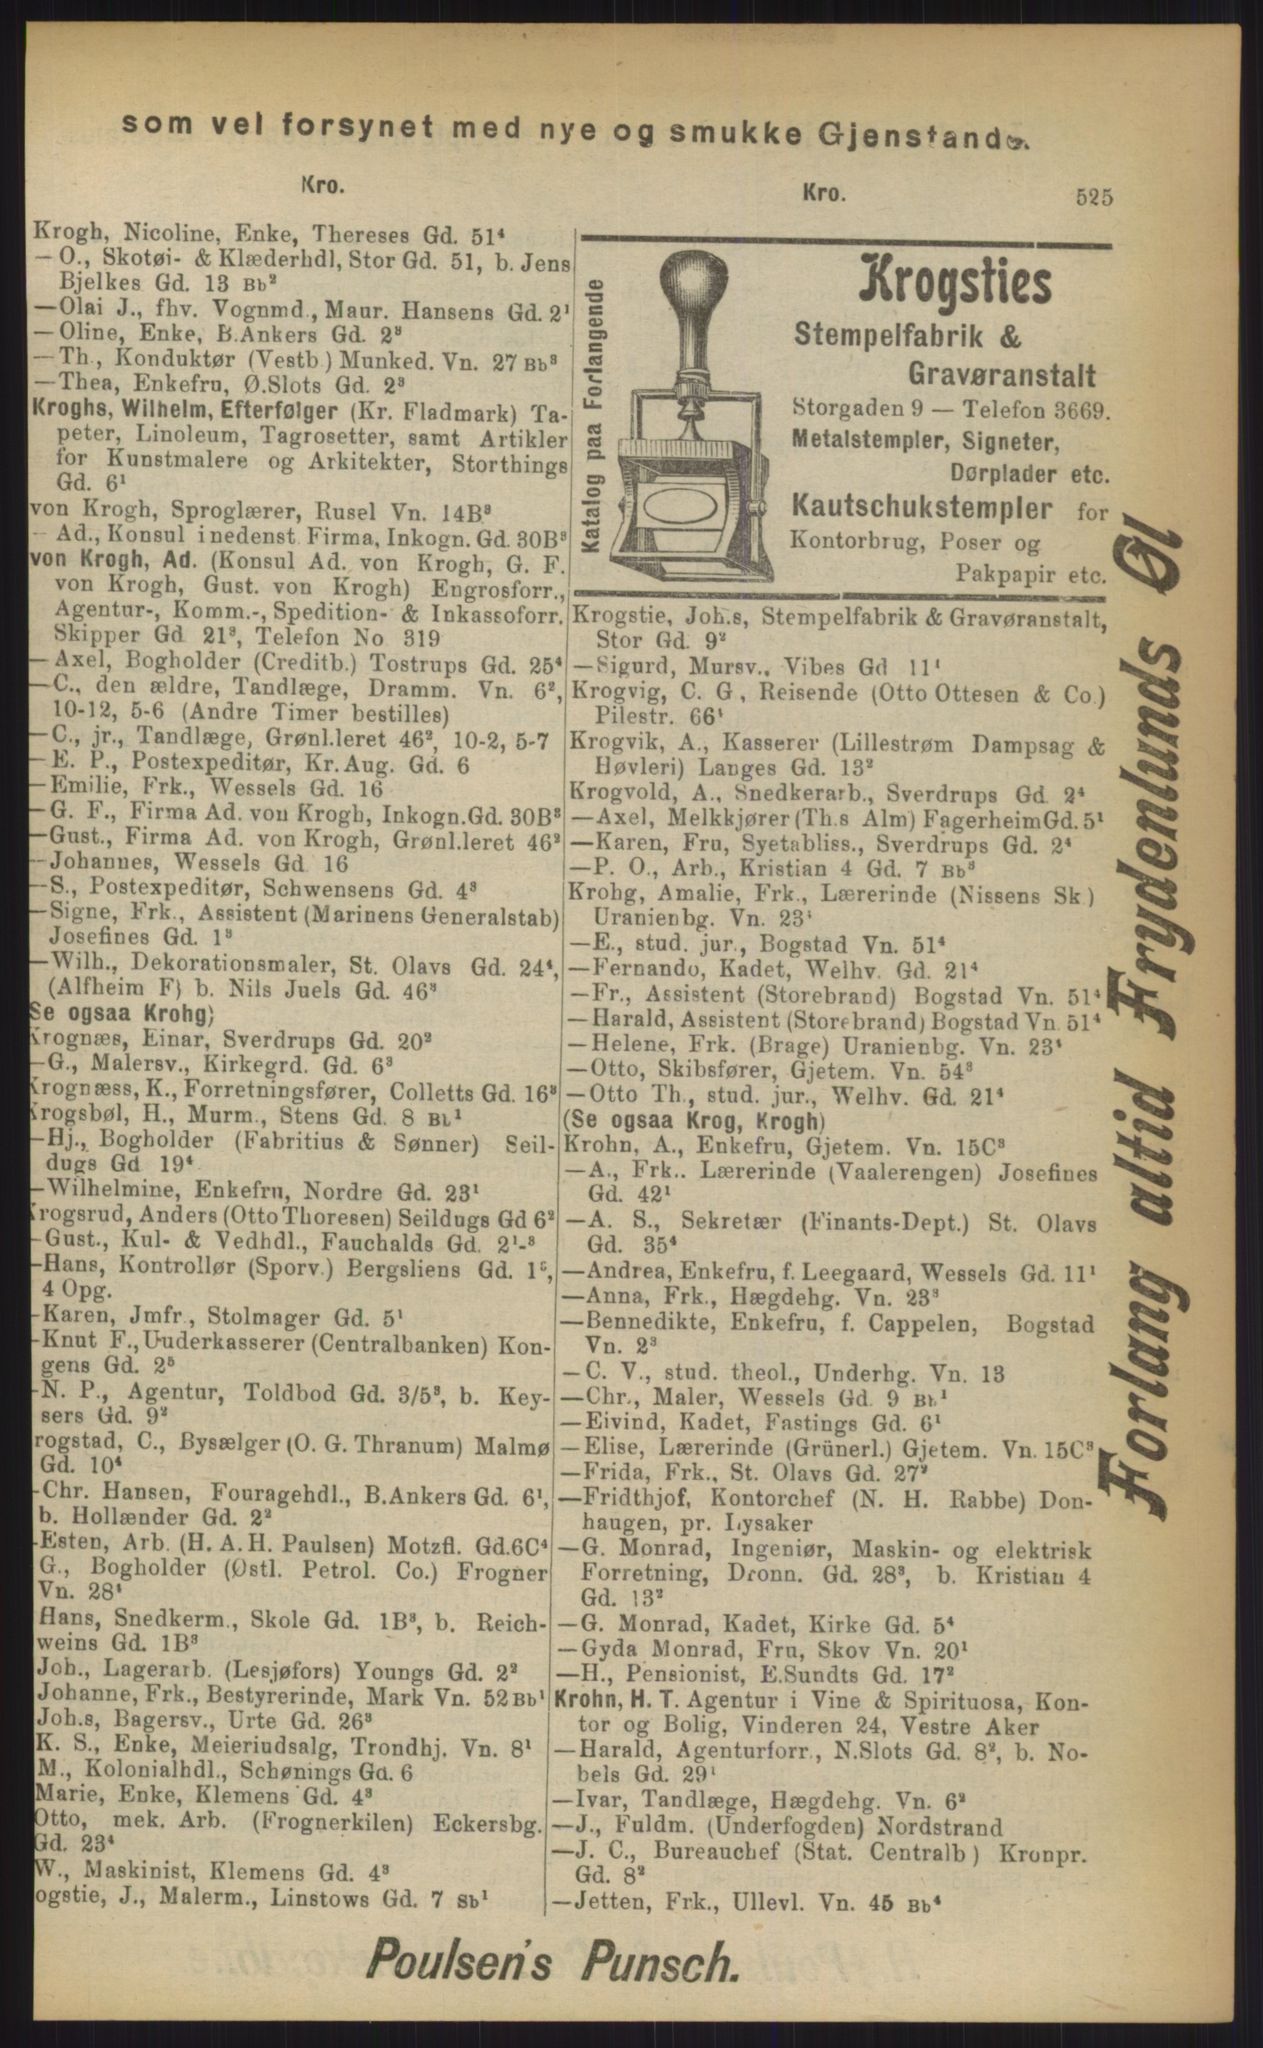 som vel forsynet med nye og smukke Gjenstande.
Kro.
Kro.
525
Krogh, Nicoline, Enke, Thereses Gd. 51⁴
— O., Skotøi- & Klæderhdl, Stor Gd. 51, b. Jens
Bjelkes Gd. 13 Bb²
—Olai J., fhv. Vognmd., Maur. Hansens Gd. 2¹
—Oline, Enke, B.Ankers Gd. 2³
—Th., Konduktør (Vestb) Munked. Vn. 27 Bb³
—Thea, Enkefru, Ø.Slots Gd. 2³
Kroghs, Wilhelm, Efterfølger (Kr. Fladmark) Ta-
peter, Linoleum, Tagrosetter, samt Artikler
for Kunstmalere og Arkitekter, Storthings
Gd. 6¹
von Krogh, Sproglærer, Rusel Vn. 14B³
— Ad., Konsul inedenst Firma, Inkogn. Gd. 30B³
von Krogh, Ad. (Konsul Ad. von Krogh, G. F.
von Krogh, Gust. von Krogh) Engrosforr.,
Agentur-, Komm.-, Spedition- & Inkassoforr.
Skipper Gd 21³, Telefon No 319
—Axel, Bogholder (Creditb.) Tostrups Gd. 25⁴
—C., den ældre, Tandlæge, Dramm. Vn. 6²,
10-12, 5-6 (Andre Timer bestilles)
—C., jr., Tandlæge, Grønl.leret 46², 10-2, 5-7
—E. P., Postexpeditør, Kr. Aug. Gd. 6
—Emilie, Frk., Wessels Gd. 16
—G. F., Firma Ad. von Krogh, Inkogn.Gd. 30B³
—Gust., Firma Ad. von Krogh, Grønl.leret 46²
—Johannes, Wessels Gd 16
—S., Postexpeditør, Schwensens Gd. 4³
—Signe, Frk., Assistent (Marinens Generalstab)
Josefines Gd. 1³
—Wilh., Dekorationsmaler, St. Olavs Gd. 24⁴,
(Alfheim F) b. Nils Juels Gd. 46³
Se ogsaa Krohg)
Krognæs, Einar, Sverdrups Gd. 20²
—G., Malersv., Kirkegrd. Gd. 6³
Krognæss, K., Forretningsfører, Colletts Gd. 16³
Krogsbøl, H., Murm., Stens Gd. 8 Bb¹
—Hj., Bogholder (Fabritius & Sønner) Seil-
dugs Gd 19⁴
—Wilhelmine, Enkefru, Nordre Gd. 23¹
Krogsrud, Anders (Otto Thoresen) Seildugs Gd 6²
—Gust., Kul- & Vedhdl., Fauchalds Gd. 2¹-³
—Hans, Kontrollør (Sporv.) Bergsliens Gd. 1⁵,
4 Opg.
-Karen, Jmfr., Stolmager Gd. 5¹
-Knut F., Underkasserer (Centralbanken) Kon-
gens Gd. 2⁵
-N. P., Agentur, Toldbod Gd. 3/5³, b. Key-
sers Gd. 9²
rogstad, C., Bysælger (O. G. Thranum) Malmø
Gd. 10⁴
-Chr. Hansen, Fouragehdl., B.Ankers Gd. 6¹,
b. Hollænder Gd. 2²
-Esten, Arb. (H. A. H. Paulsen) Motzfl. Gd.6C⁴
G., Bogholder (Østl. Petrol. Co.) Frogner
Vn. 28¹
Hans, Snedkerm., Skole Gd. 1B³, b. Reich-
weins Gd. 1B³
Joh., Lagerarb. (Lesjøfors) Youngs Gd. 2²
Johanne, Frk., Bestyrerinde, Mark Vn. 52 Bb¹
Joh.s, Bagersv., Urte Gd. 26³
K. S., Enke, Meieriudsalg, Trondhj. Vn. 8¹
M., Kolonialhdl., Schønings Gd. 6
Marie, Enke, Klemens Gd. 4³
Otto, mek. Arb. (Frognerkilen) Eckersbg.
Gd. 23⁴
W., Maskinist, Klemens Gd. 4³
ogstie, J., Malerm., Linstows Gd. 7 Sb¹
Katalog paa Forlangende
Krogsties
Stempelfabrik &
Gravøranstalt
Storgaden 9 — Telefon 3669.
Metalstempler, Signeter,
Dørplader etc.
Kautschukstempler for
Kontorbrug, Poser og
Pakpapir etc.
Krogstie, Joh.s, Stempelfabrik & Gravøranstalt,
Stor Gd. 9²
—Sigurd, Mursv., Vibes Gd 11¹
Krogvig, C. G, Reisende (Otto Ottesen & Co.)
Pilestr. 66¹
Krogvik, A., Kasserer (Lillestrøm Dampsag &
Høvleri) Langes Gd. 13²
Krogvold, A., Snedkerarb., Sverdrups Gd 2⁴
—Axel, Melkkjører (Th.s Alm) FagerheimGd. 5¹
—Karen, Fru, Syetabliss., Sverdrups Gd. 2⁴
—P. O., Arb., Kristian 4 Gd. 7 Bb³
Krohg, Amalie, Frk., Lærerinde (Nissens Sk)
Uranienbg. Vn. 23¹
—E., stud. jur., Bogstad Vn. 51⁴
—Fernando, Kadet, Welhv. Gd. 21⁴
—Fr., Assistent (Storebrand) Bogstad Vn. 51⁴
—Harald, Assistent (Storebrand) Bogstad Vn. 51⁴
—Helene, Frk. (Brage) Uranienbg. Vn. 23¹
—Otto, Skibsfører, Gjetem. Vn. 54³
—Otto Th., stud. jur., Welhv. Gd. 21⁴
(Se ogsaa Krog, Krogh)
Krohn, A., Enkefru, Gjetem. Vn. 15C³
—A., Frk.. Lærerinde (Vaalerengen) Josefines
Gd. 42¹
—A. S., Sekretær (Finants-Dept.) St. Olavs
Gd. 35⁴
—Andrea, Enkefru, f. Leegaard, Wessels Gd. 11¹
—Anna, Frk., Hægdehg. Vn. 23³
—Bennedikte, Enkefru, f. Cappelen, Bogstad
Vn. 2³
—C. V., stud. theol., Underhg. Vn. 13
—Chr., Maler, Wessels Gd. 9 Bb¹
—Eivind, Kadet, Fastings Gd. 6¹
—Elise, Lærerinde (Grünerl.) Gjetem. Vn. 15C³
—Frida, Frk., St. Olavs Gd. 27²
—Fridthjof, Kontorchef (N. H. Rabbe) Don-
haugen, pr. Lysaker
—G. Monrad, Ingeniør, Maskin- og elektrisk
Forretning, Dronn. Gd. 28³, b. Kristian 4
Gd. 13²
—G. Monrad, Kadet, Kirke Gd. 5⁴
—Gyda Monrad, Fru, Skov Vn. 20¹
—H., Pensionist, E.Sundts Gd. 17²
Krohn, H. T. Agentur i Vine & Spirituosa, Kon-
tor og Bolig, Vinderen 24, Vestre Aker
—Harald, Agenturforr., N.Slots Gd. 8², b. No-
bels Gd. 29¹
—Ivar, Tandlæge, Hægdehg. Vn. 6²
—J., Fuldm. (Underfogden) Nordstrand
—J. C., Bureauchef (Stat. Centralb) Kronpr.
Gd. 8²
—Jetten, Frk., Ullevl. Vn. 45 Bb⁴
Forlang altid Frydenlunds Øl
Poulsen's Punsch.